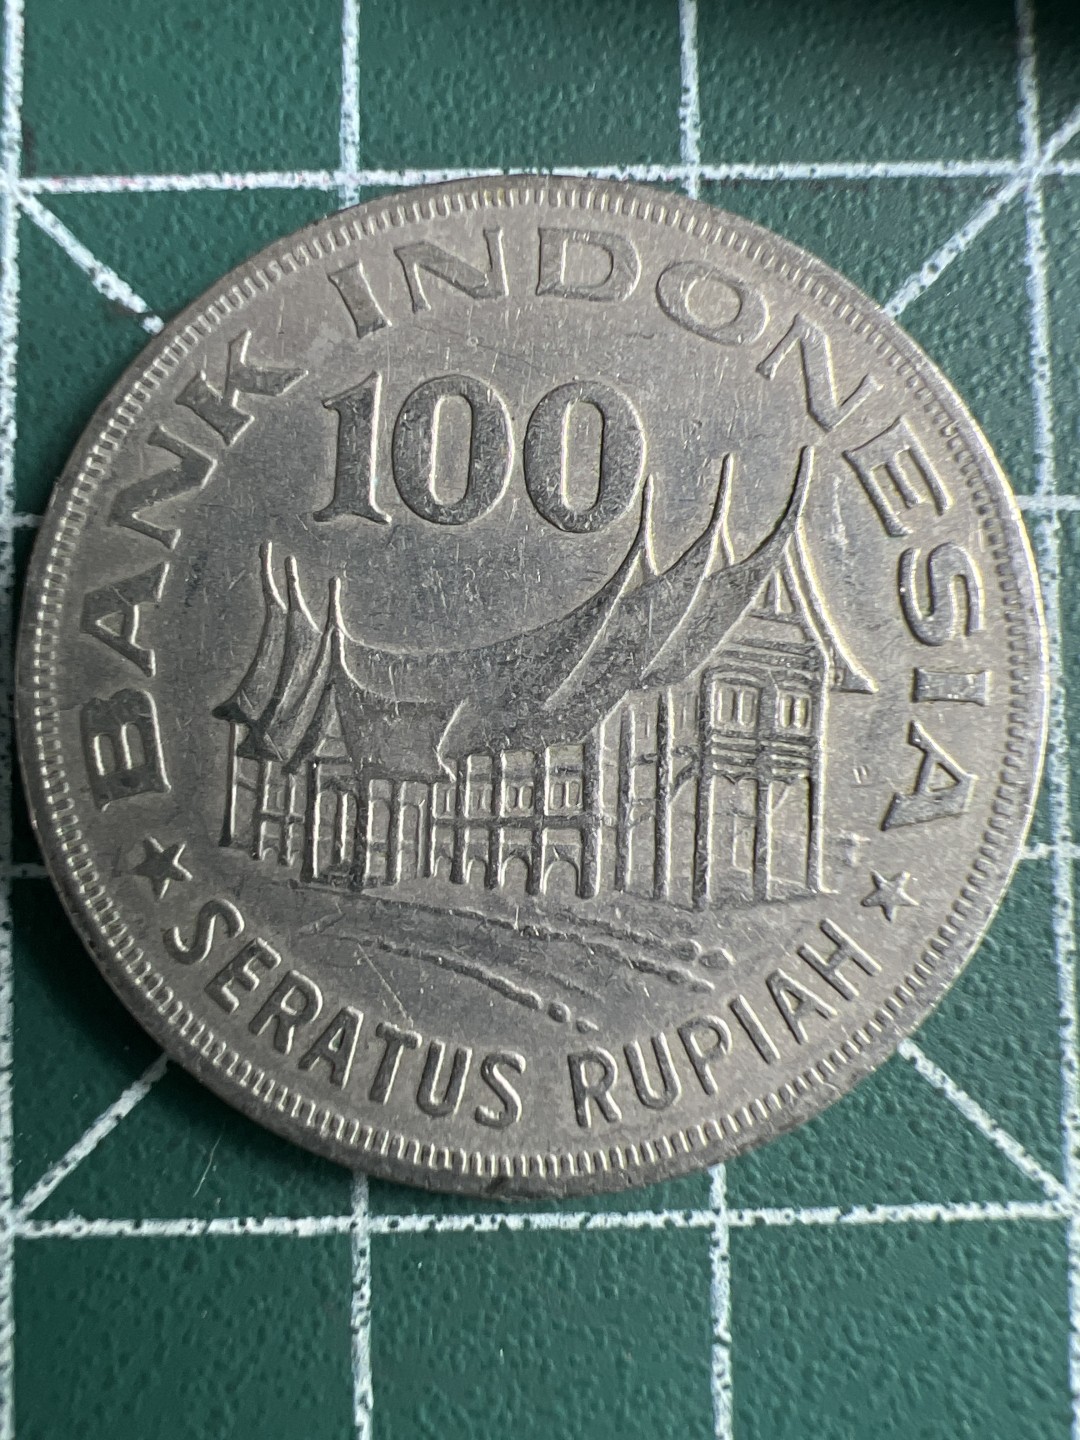 BANK INDONESIA
100
★ SERATUS RUPIAH ★